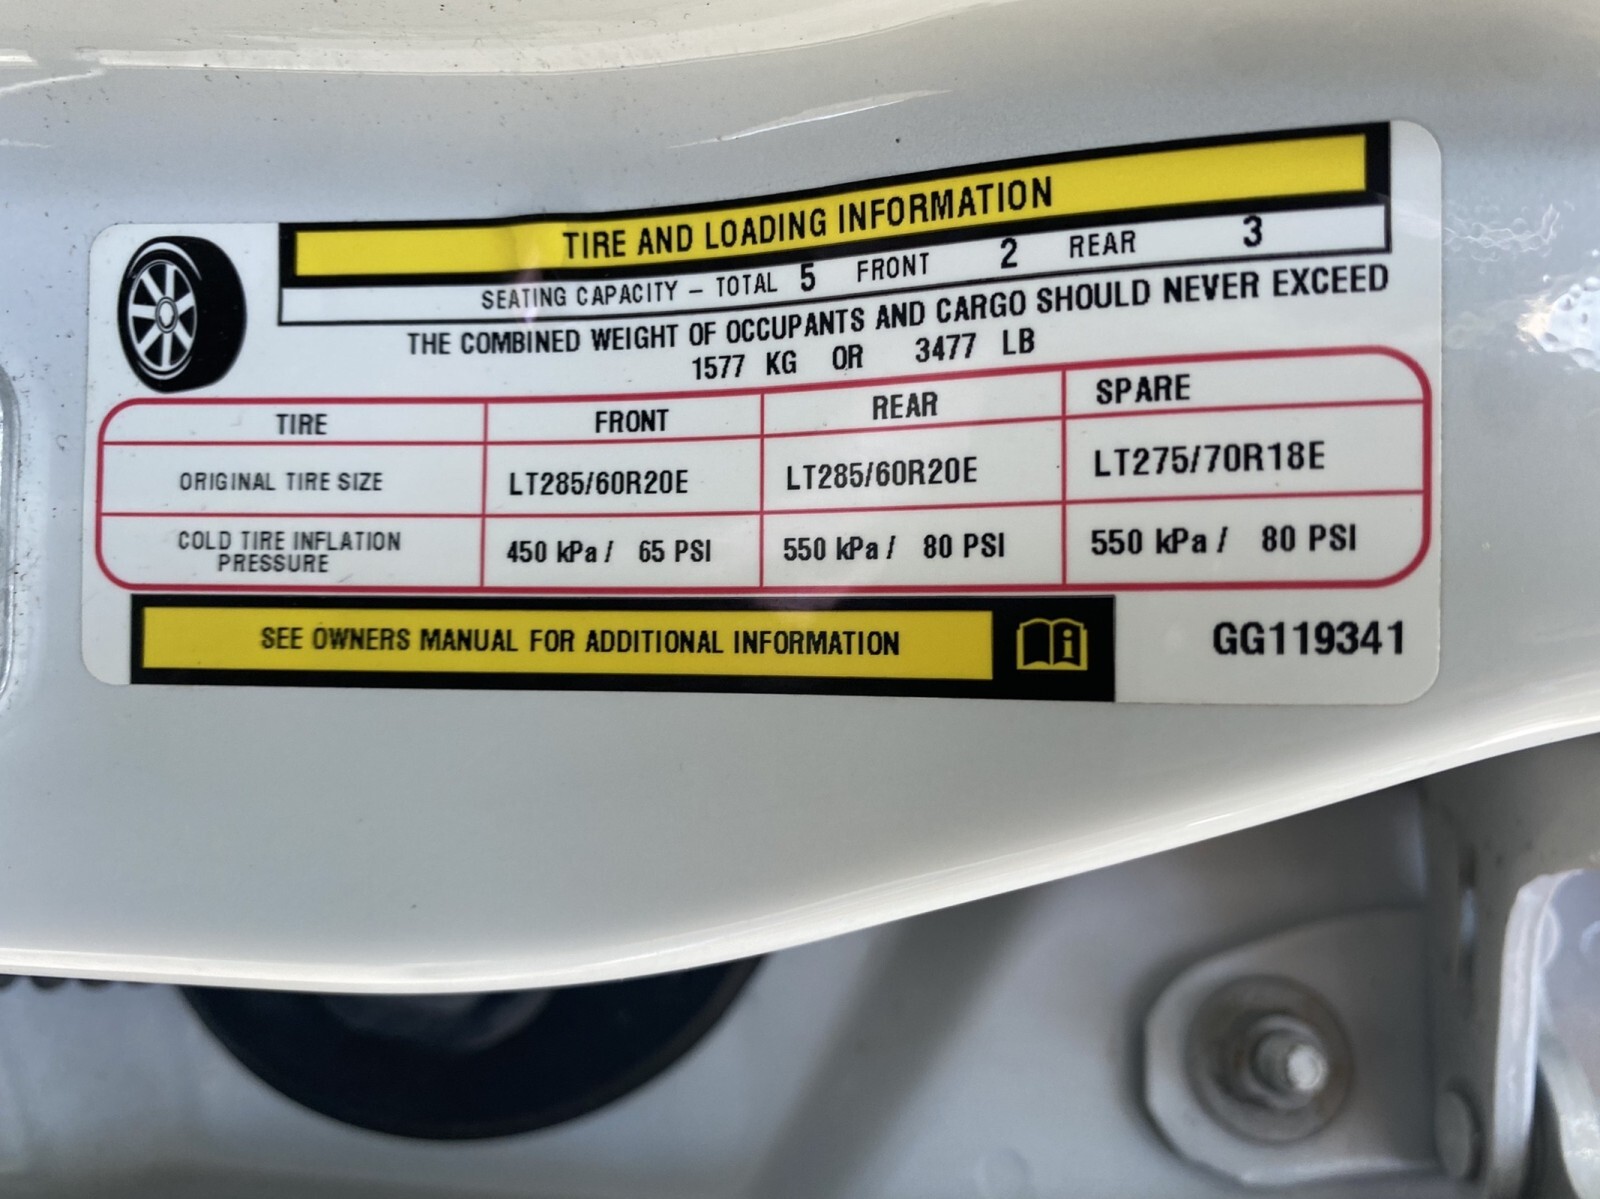 TIRE AND LOADING INFORMATION
SEATING CAPACITY – TOTAL 5 FRONT 2 REAR 3
THE COMBINED WEIGHT OF OCCUPANTS AND CARGO SHOULD NEVER EXCEED
1577 KG OR 3477 LB
TIRE FRONT REAR SPARE
ORIGINAL TIRE SIZE LT285/60R20E LT285/60R20E LT275/70R18E
COLD TIRE INFLATION
PRESSURE 450 kPa / 65 PSI 550 kPa / 80 PSI 550 kPa / 80 PSI
SEE OWNERS MANUAL FOR ADDITIONAL INFORMATION
GG119341